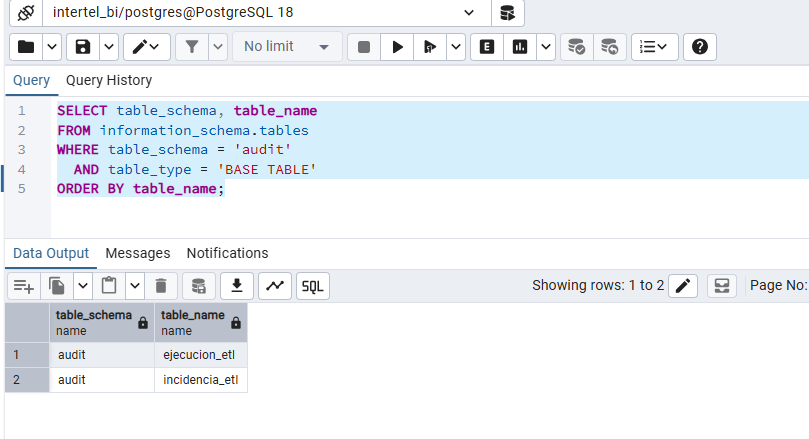 intertel_bi/postgres@PostgreSQL 18
No limit
E
Query Query History
1 SELECT table_schema, table_name
2 FROM information_schema.tables
3 WHERE table_schema = 'audit'
4 AND table_type = 'BASE TABLE'
5 ORDER BY table_name;
Data Output Messages Notifications
SQL Showing rows: 1 to 2 Page No:
table_schema table_name
name name
1 audit ejecucion_etl
2 audit incidencia_etl